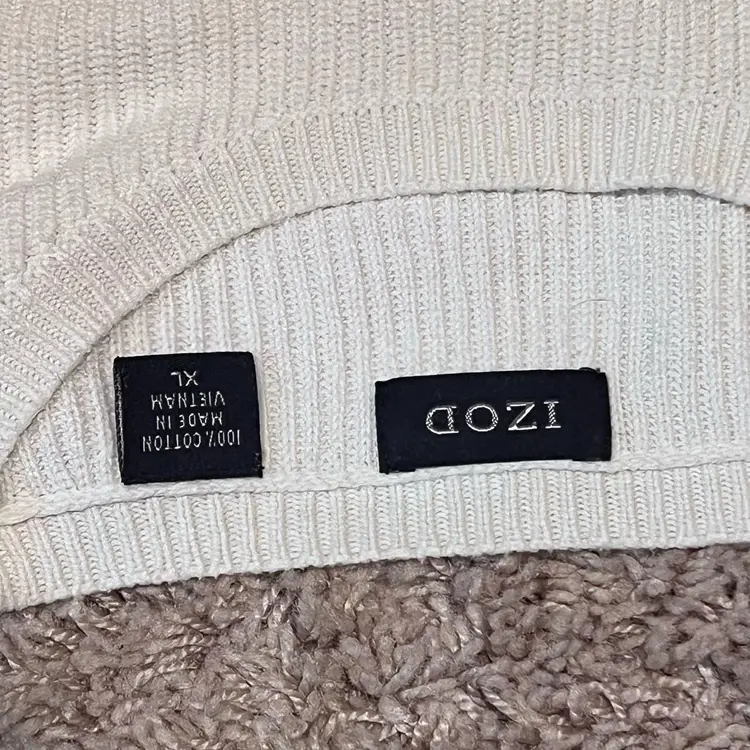 IZOD
100% COTTON
MADE IN
VIETNAM
XL